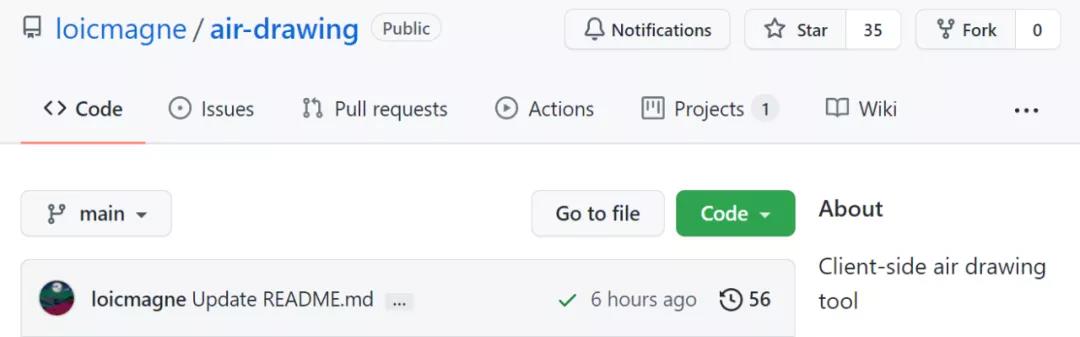 loicmagne / air-drawing Public Notifications Star 35 Fork 0
Code Issues Pull requests Actions Projects 1 Wiki ...
main Go to file Code About
Client-side air drawing
tool
loicmagne Update README.md ... 6 hours ago 56